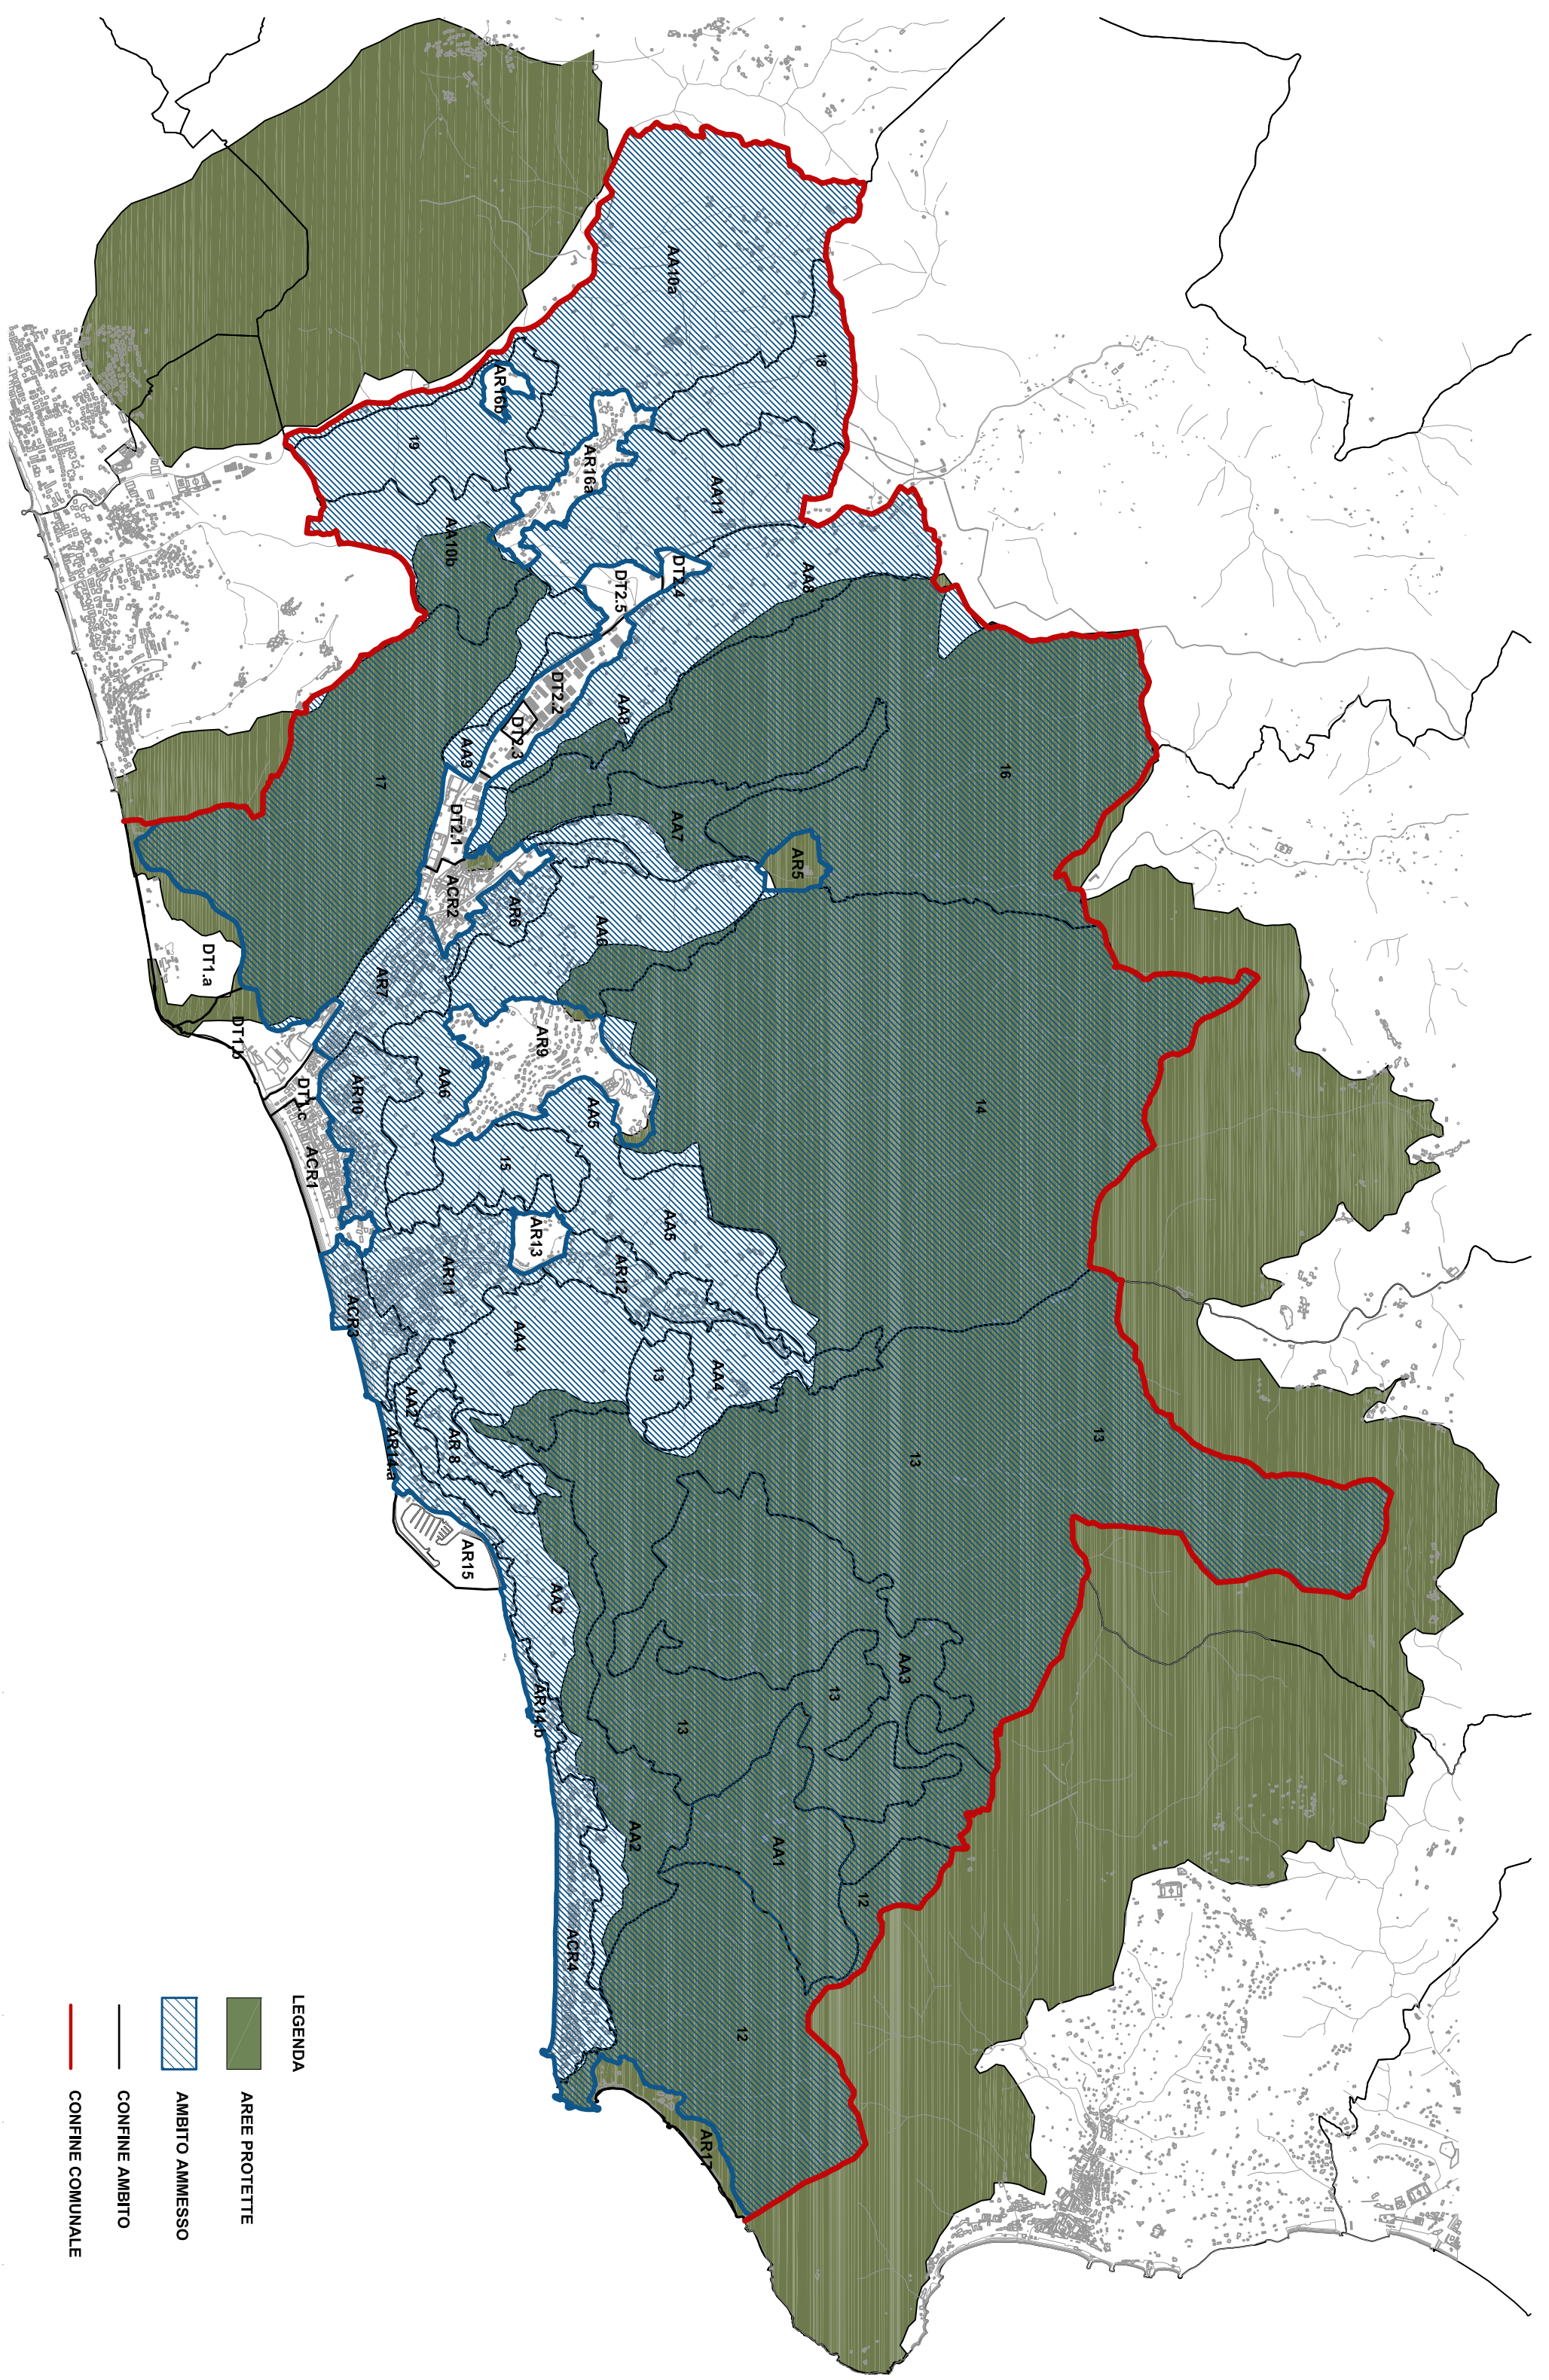 AA10a
18
AR16b
19
AR16a
AA11
AA10b
DT2.4
DT2.5
AA8
DT2.2
AA8
DT2.3
AA9
16
17
DT2.1
AA7
AR5
ACR2
AR6
AA6
DT1.a
AR7
DT1.b
AR9
AA6
AR10
DT1.c
AA5
14
ACR1
15
AA5
AR13
AR12
AR11
ACR3
AA4
13
AA4
AA2
AR 8
AR14.a
13
13
AR15
AA2
AA3
13
AR14.b
13
AA2
AA1
12
ACR4
12
AR17
LEGENDA
AREE PROTETTE
AMBITO AMMESSO
CONFINE AMBITO
CONFINE COMUNALE